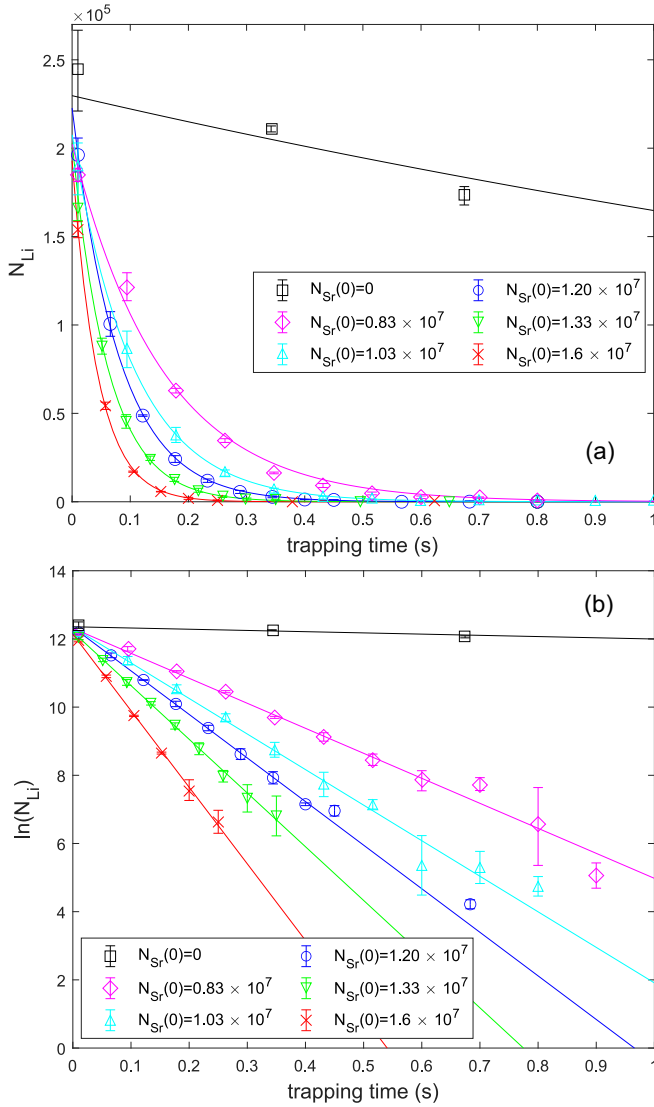 × 10⁵
2.5
2
1.5
1
0.5
0
N_Li
N_Sr(0)=0
N_Sr(0)=0.83 × 10⁷
N_Sr(0)=1.03 × 10⁷
N_Sr(0)=1.20 × 10⁷
N_Sr(0)=1.33 × 10⁷
N_Sr(0)=1.6 × 10⁷
(a)
0 0.1 0.2 0.3 0.4 0.5 0.6 0.7 0.8 0.9 1
trapping time (s)
14
12
10
8
6
4
2
0
ln(N_Li)
(b)
N_Sr(0)=0
N_Sr(0)=0.83 × 10⁷
N_Sr(0)=1.03 × 10⁷
N_Sr(0)=1.20 × 10⁷
N_Sr(0)=1.33 × 10⁷
N_Sr(0)=1.6 × 10⁷
0 0.1 0.2 0.3 0.4 0.5 0.6 0.7 0.8 0.9 1
trapping time (s)